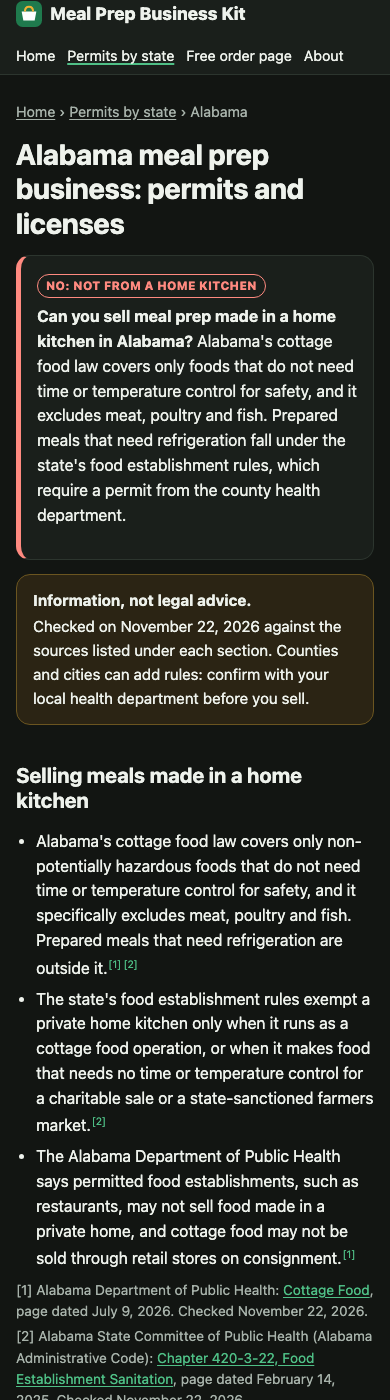 Meal Prep Business Kit
Home Permits by state Free order page About
Home › Permits by state › Alabama
Alabama meal prep
business: permits and
licenses
NO: NOT FROM A HOME KITCHEN
Can you sell meal prep made in a home
kitchen in Alabama? Alabama's cottage
food law covers only foods that do not need
time or temperature control for safety, and it
excludes meat, poultry and fish. Prepared
meals that need refrigeration fall under the
state's food establishment rules, which
require a permit from the county health
department.
Information, not legal advice.
Checked on November 22, 2026 against the
sources listed under each section. Counties
and cities can add rules: confirm with your
local health department before you sell.
Selling meals made in a home
kitchen
• Alabama's cottage food law covers only non-
potentially hazardous foods that do not need
time or temperature control for safety, and it
specifically excludes meat, poultry and fish.
Prepared meals that need refrigeration are
outside it.[1] [2]
• The state's food establishment rules exempt a
private home kitchen only when it runs as a
cottage food operation, or when it makes food
that needs no time or temperature control for
a charitable sale or a state-sanctioned farmers
market.[2]
• The Alabama Department of Public Health
says permitted food establishments, such as
restaurants, may not sell food made in a
private home, and cottage food may not be
sold through retail stores on consignment.[1]
[1] Alabama Department of Public Health: Cottage Food,
page dated July 9, 2026. Checked November 22, 2026.
[2] Alabama State Committee of Public Health (Alabama
Administrative Code): Chapter 420-3-22, Food
Establishment Sanitation, page dated February 14,
2025. Checked November 22, 2026.